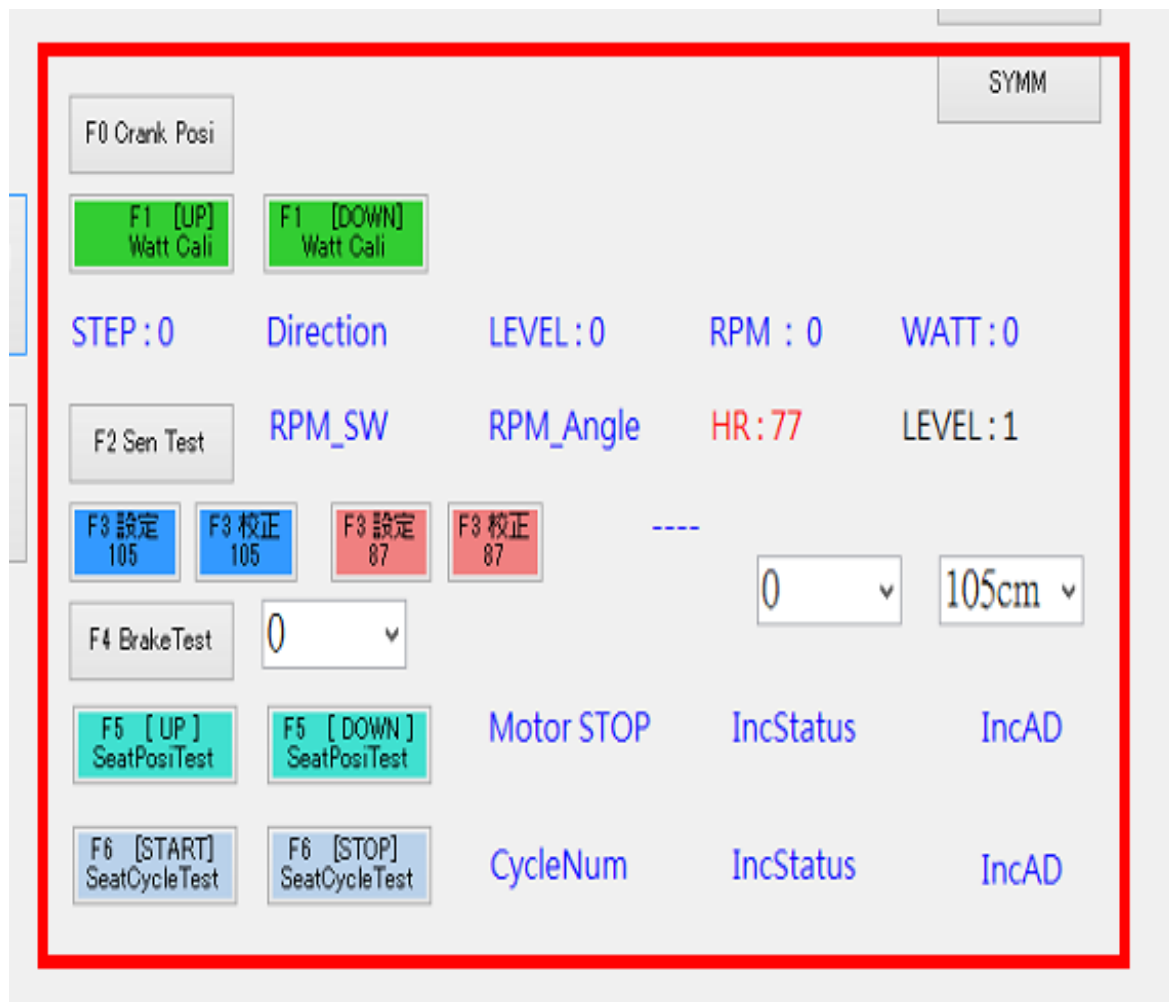 SYMM
F0 Crank Posi
F1 [UP]
Watt Cali
F1 [DOWN]
Watt Cali
STEP : 0
Direction
LEVEL : 0
RPM : 0
WATT : 0
F2 Sen Test
RPM_SW
RPM_Angle
HR : 77
LEVEL : 1
F3 設定
105
F3 校正
105
F3 設定
87
F3 校正
87
----
0
105cm
F4 BrakeTest
0
F5 [ UP ]
SeatPosiTest
F5 [ DOWN ]
SeatPosiTest
Motor STOP
IncStatus
IncAD
F6 [START]
SeatCycleTest
F6 [STOP]
SeatCycleTest
CycleNum
IncStatus
IncAD